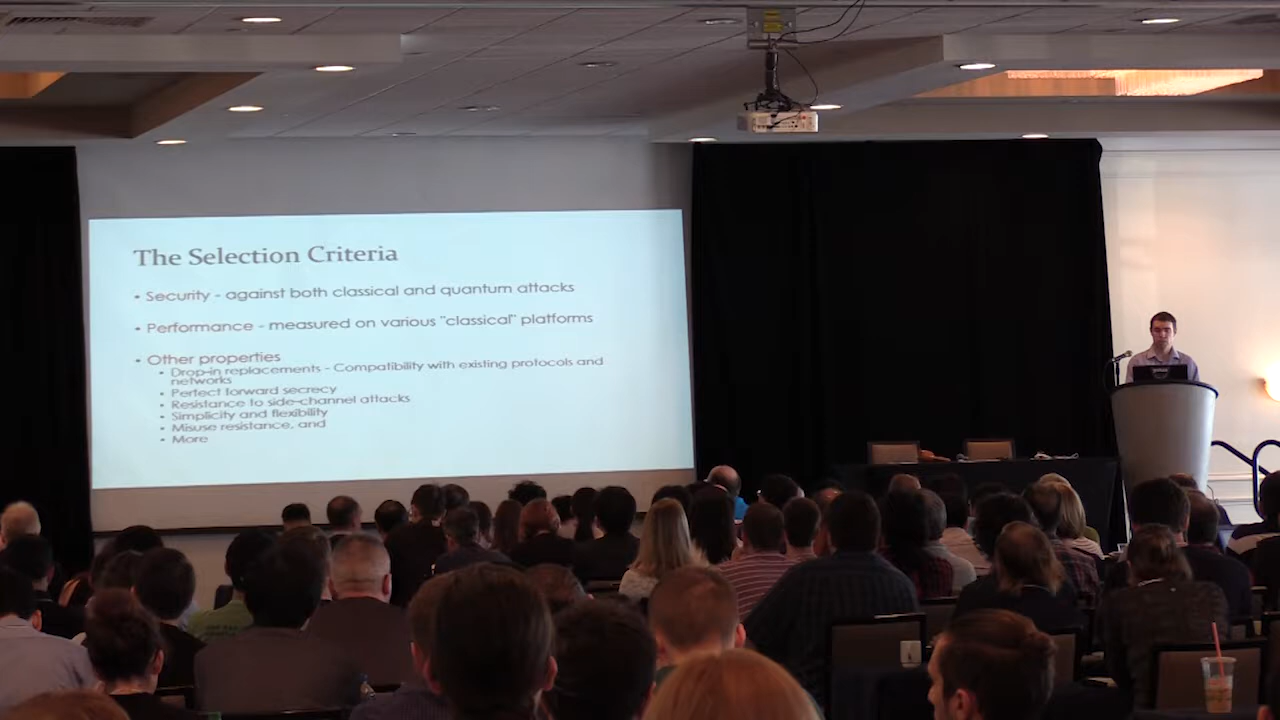 The Selection Criteria
• Security - against both classical and quantum attacks
• Performance - measured on various "classical" platforms
• Other properties
• Drop-in replacements - Compatibility with existing protocols and
networks
• Perfect forward secrecy
• Resistance to side-channel attacks
• Simplicity and flexibility
• Misuse resistance, and
• More